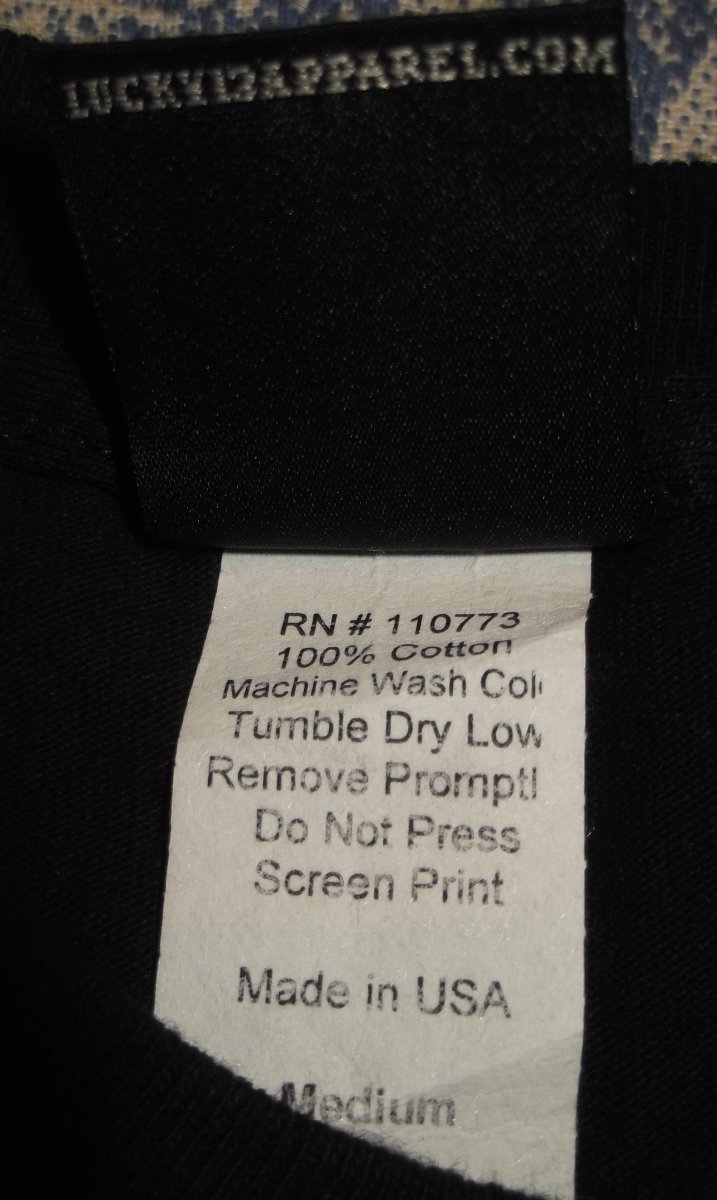 LUCKY13APPAREL.COM
RN # 110773
100% Cotton
Machine Wash Col
Tumble Dry Low
Remove Promptl
Do Not Press
Screen Print
Made in USA
Medium